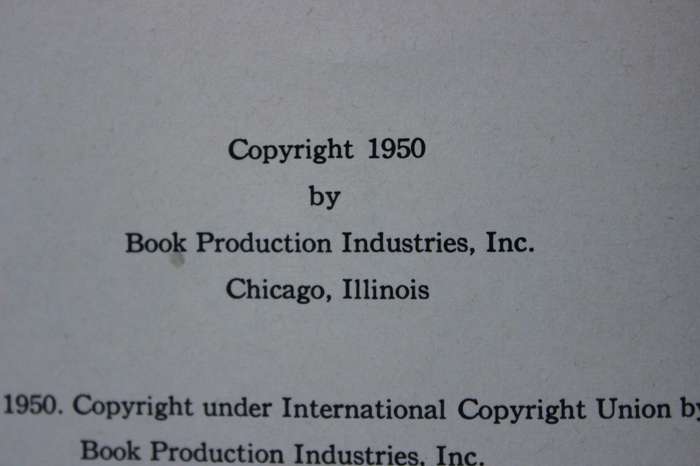 Copyright 1950
by
Book Production Industries, Inc.
Chicago, Illinois
1950. Copyright under International Copyright Union by
Book Production Industries, Inc.